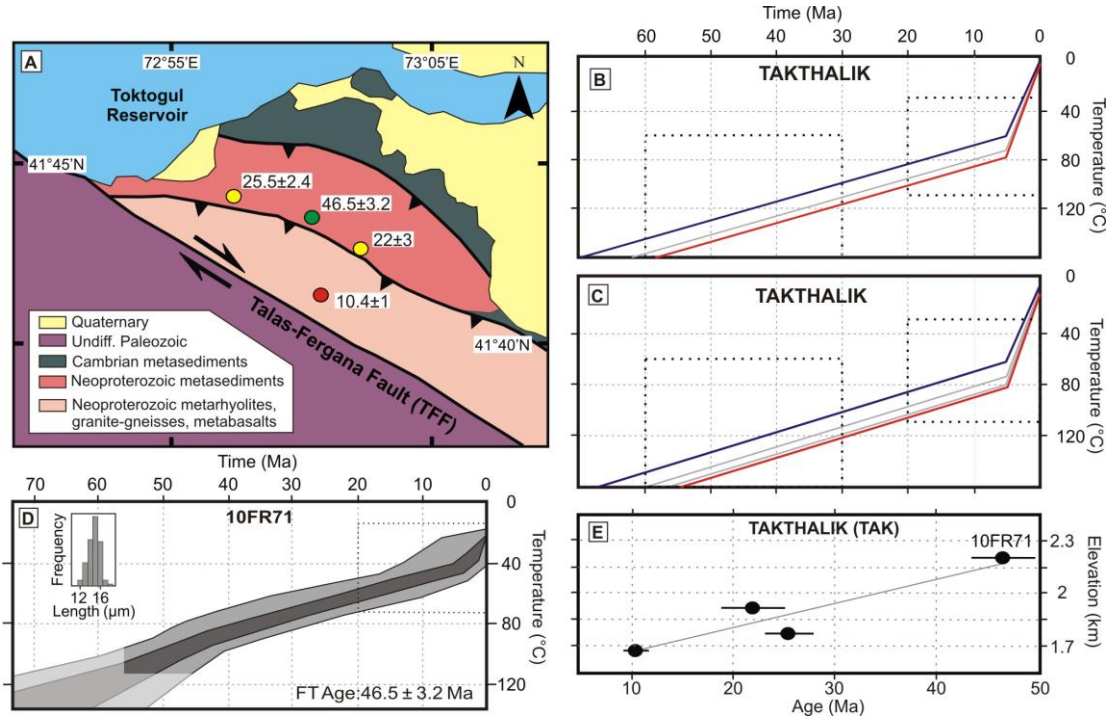 A
72°55'E
73°05'E
N
Toktogul
Reservoir
41°45'N
25.5±2.4
46.5±3.2
22±3
10.4±1
41°40'N
Talas-Fergana Fault (TFF)
Quaternary
Undiff. Paleozoic
Cambrian metasediments
Neoproterozoic metasediments
Neoproterozoic metarhyolites,
granite-gneisses, metabasalts
Time (Ma)
60 50 40 30 20 10 0
B
TAKTHALIK
0
40
80
120
Temperature (°C)
C
TAKTHALIK
0
40
80
120
Temperature (°C)
Time (Ma)
70 60 50 40 30 20 10 0
D
10FR71
Frequency
12 16
Length (µm)
0
40
80
120
Temperature (°C)
FT Age:46.5 ± 3.2 Ma
E
TAKTHALIK (TAK)
10FR71
2.3
2
1.7
Elevation (km)
10 20 30 40 50
Age (Ma)